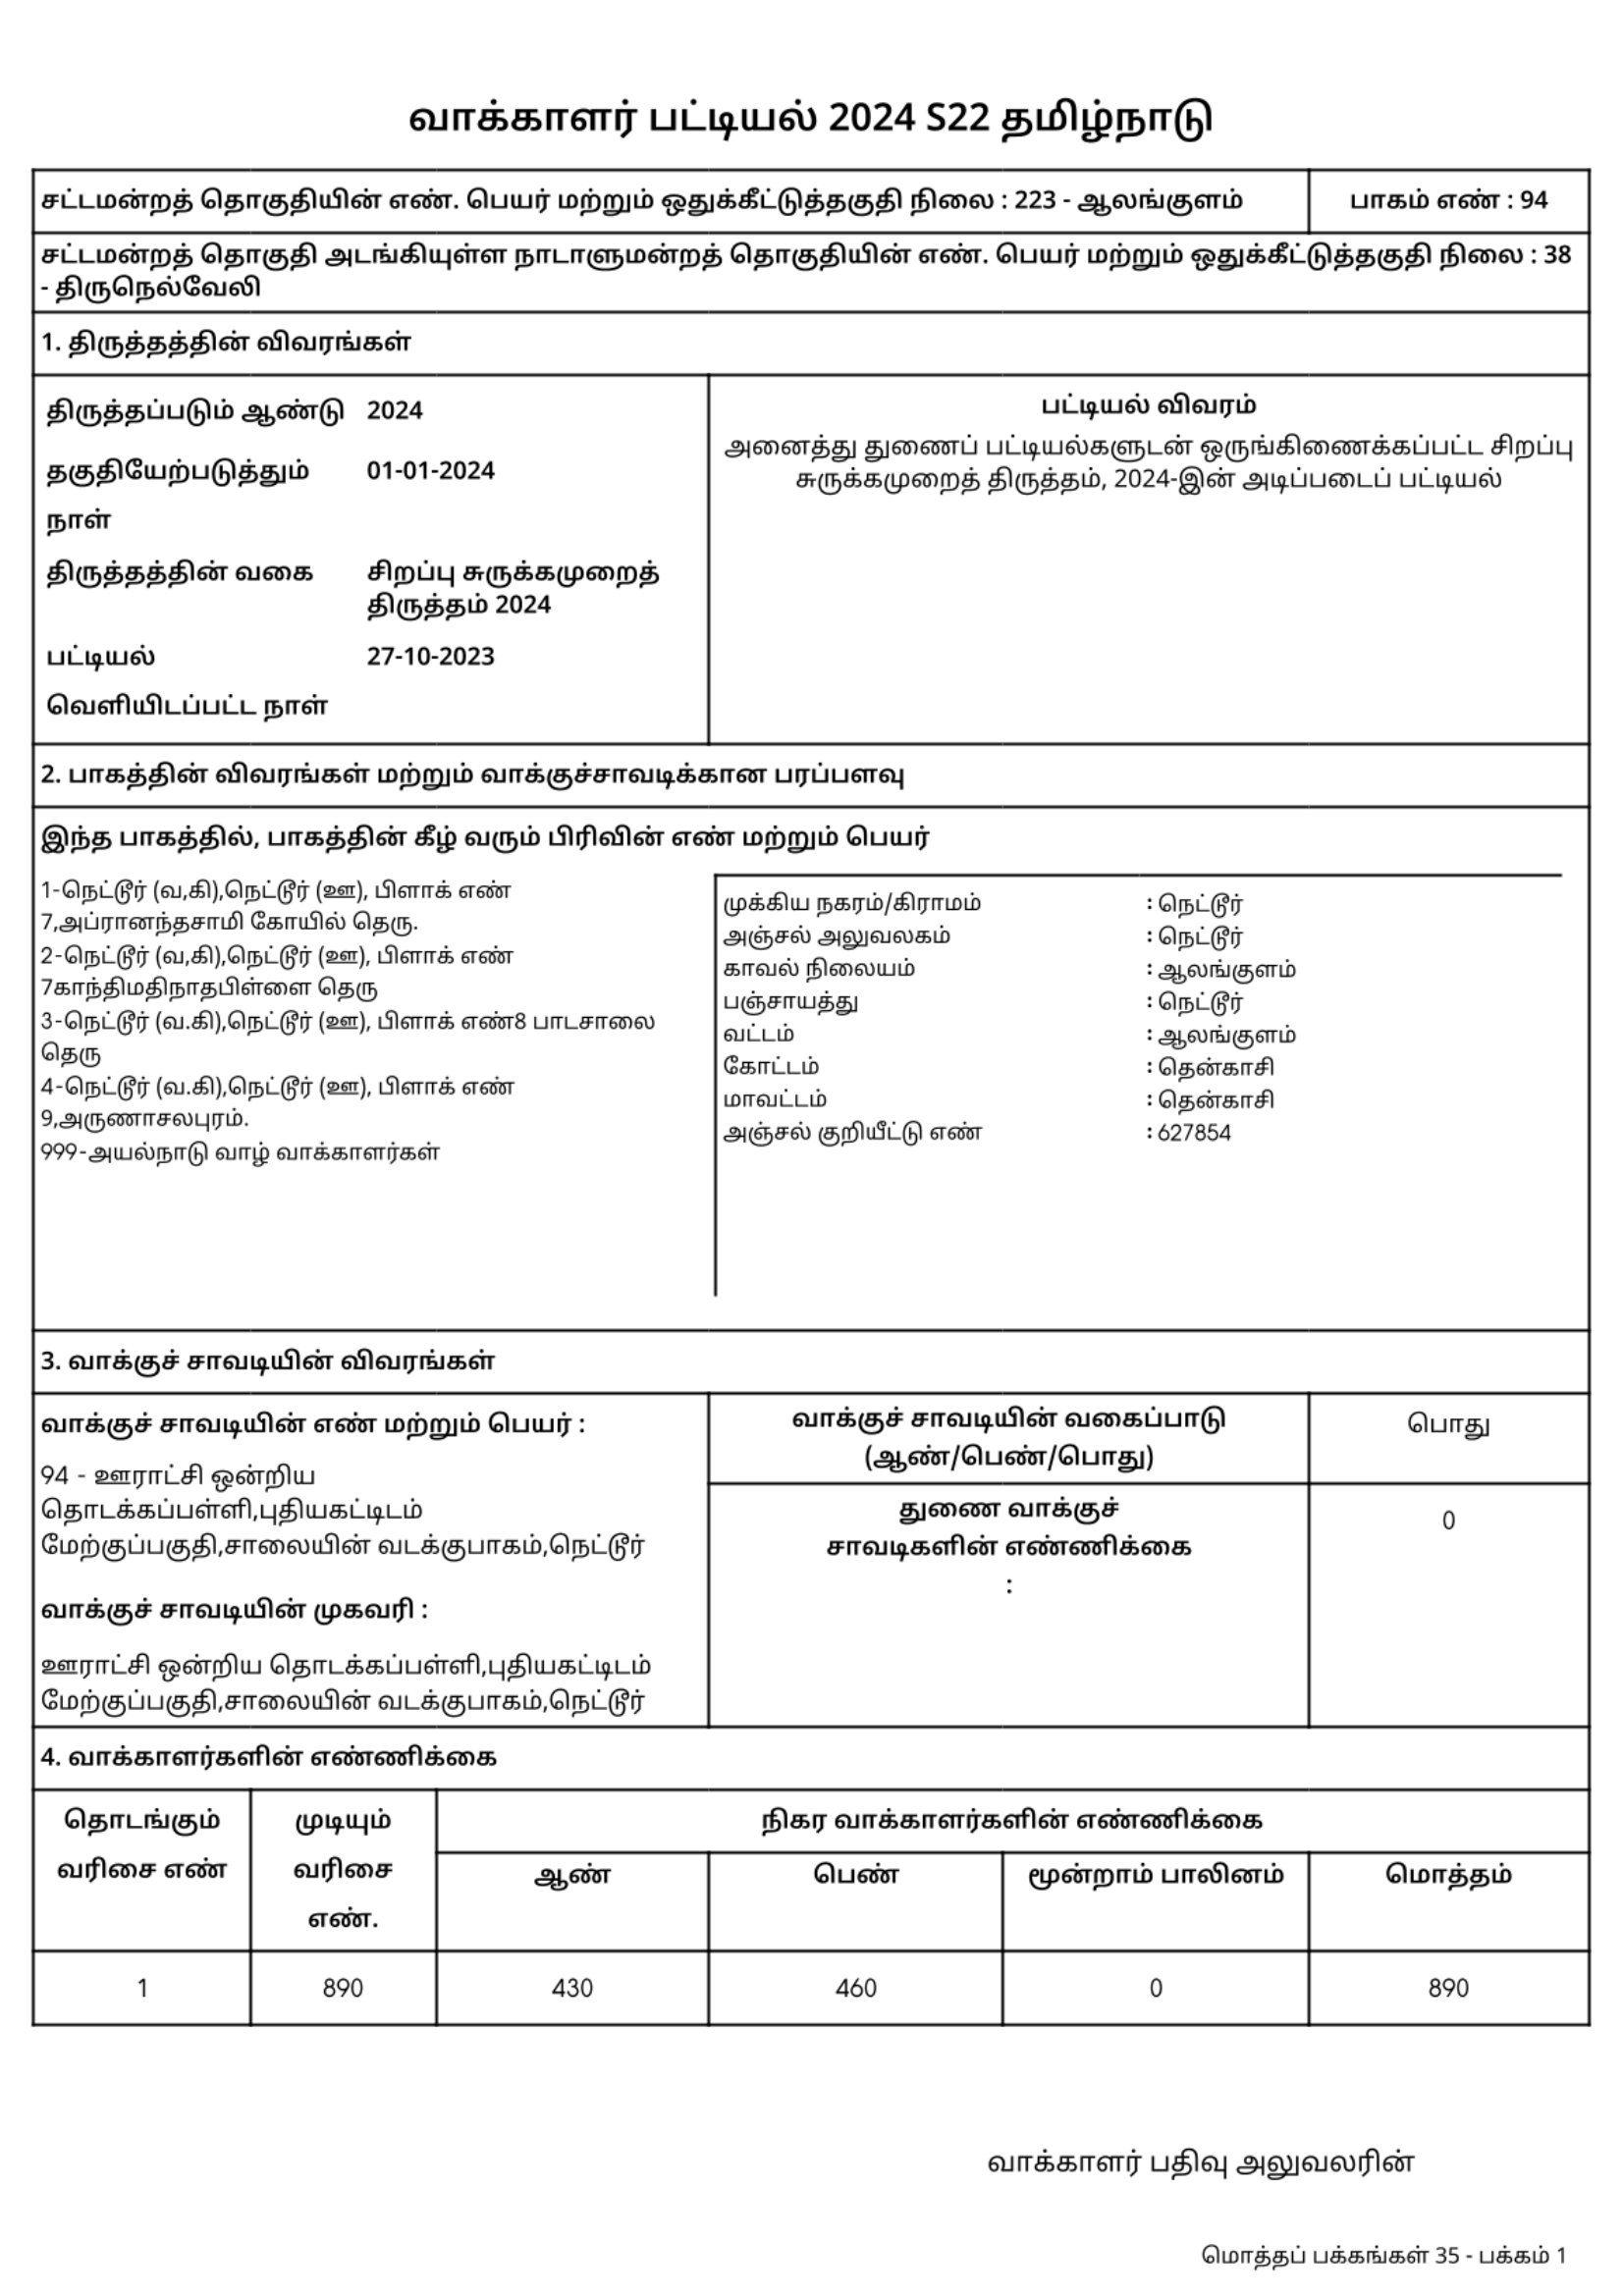 வாக்காளர் பட்டியல் 2024 S22 தமிழ்நாடு
சட்டமன்றத் தொகுதியின் எண். பெயர் மற்றும் ஒதுக்கீட்டுத்தகுதி நிலை : 223 - ஆலங்குளம்
பாகம் எண் : 94
சட்டமன்றத் தொகுதி அடங்கியுள்ள நாடாளுமன்றத் தொகுதியின் எண். பெயர் மற்றும் ஒதுக்கீட்டுத்தகுதி நிலை : 38
- திருநெல்வேலி
1. திருத்தத்தின் விவரங்கள்
திருத்தப்படும் ஆண்டு 2024
தகுதியேற்படுத்தும் 01-01-2024
நாள்
திருத்தத்தின் வகை சிறப்பு சுருக்கமுறைத்
திருத்தம் 2024
பட்டியல் 27-10-2023
வெளியிடப்பட்ட நாள்
பட்டியல் விவரம்
அனைத்து துணைப் பட்டியல்களுடன் ஒருங்கிணைக்கப்பட்ட சிறப்பு
சுருக்கமுறைத் திருத்தம், 2024-இன் அடிப்படைப் பட்டியல்
2. பாகத்தின் விவரங்கள் மற்றும் வாக்குச்சாவடிக்கான பரப்பளவு
இந்த பாகத்தில், பாகத்தின் கீழ் வரும் பிரிவின் எண் மற்றும் பெயர்
1-நெட்டூர் (வ,கி),நெட்டூர் (ஊ), பிளாக் எண்
7,அப்ரானந்தசாமி கோயில் தெரு.
2-நெட்டூர் (வ,கி),நெட்டூர் (ஊ), பிளாக் எண்
7காந்திமதிநாதபிள்ளை தெரு
3-நெட்டூர் (வ.கி),நெட்டூர் (ஊ), பிளாக் எண்8 பாடசாலை
தெரு
4-நெட்டூர் (வ.கி),நெட்டூர் (ஊ), பிளாக் எண்
9,அருணாசலபுரம்.
999-அயல்நாடு வாழ் வாக்காளர்கள்
முக்கிய நகரம்/கிராமம் : நெட்டூர்
அஞ்சல் அலுவலகம் : நெட்டூர்
காவல் நிலையம் : ஆலங்குளம்
பஞ்சாயத்து : நெட்டூர்
வட்டம் : ஆலங்குளம்
கோட்டம் : தென்காசி
மாவட்டம் : தென்காசி
அஞ்சல் குறியீட்டு எண் : 627854
3. வாக்குச் சாவடியின் விவரங்கள்
வாக்குச் சாவடியின் எண் மற்றும் பெயர் :
94 - ஊராட்சி ஒன்றிய
தொடக்கப்பள்ளி,புதியகட்டிடம்
மேற்குப்பகுதி,சாலையின் வடக்குபாகம்,நெட்டூர்
வாக்குச் சாவடியின் முகவரி :
ஊராட்சி ஒன்றிய தொடக்கப்பள்ளி,புதியகட்டிடம்
மேற்குப்பகுதி,சாலையின் வடக்குபாகம்,நெட்டூர்
வாக்குச் சாவடியின் வகைப்பாடு
(ஆண்/பெண்/பொது)
பொது
துணை வாக்குச்
சாவடிகளின் எண்ணிக்கை
:
0
4. வாக்காளர்களின் எண்ணிக்கை
தொடங்கும்
வரிசை எண்
முடியும்
வரிசை
எண்.
நிகர வாக்காளர்களின் எண்ணிக்கை
ஆண் பெண் மூன்றாம் பாலினம் மொத்தம்
1 890 430 460 0 890
வாக்காளர் பதிவு அலுவலரின்
மொத்தப் பக்கங்கள் 35 - பக்கம் 1